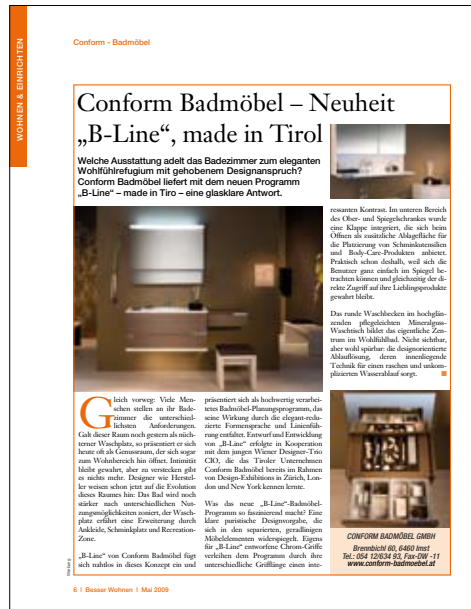 WOHNEN & EINRICHTEN
Conform - Badmöbel
Conform Badmöbel – Neuheit
„B-Line“, made in Tirol
Welche Ausstattung adelt das Badezimmer zum eleganten
Wohlfühlrefugium mit gehobenem Designanspruch?
Conform Badmöbel liefert mit dem neuen Programm
„B-Line“ – made in Tiro – eine glasklare Antwort.
Gleich vorweg: Viele Men-
schen stellen an ihr Bade-
zimmer die unterschied-
lichsten Anforderungen.
Galt dieser Raum noch gestern als nüch-
terner Waschplatz, so präsentiert er sich
heute oft als Genussraum, der sich sogar
zum Wohnbereich hin öffnet. Intimität
bleibt gewahrt, aber zu verstecken gibt
es nichts mehr. Designer wie Herstel-
ler weisen schon jetzt auf die Evolution
dieses Raumes hin: Das Bad wird noch
stärker nach unterschiedlichen Nut-
zungsmöglichkeiten zoniert, der Wasch-
platz erfährt eine Erweiterung durch
Ankleide, Schminkplatz und Recreation-
Zone.
„B-Line“ von Conform Badmöbel fügt
sich nahtlos in dieses Konzept ein und
präsentiert sich als hochwertig verarbei-
tetes Badmöbel-Planungsprogramm, das
seine Wirkung durch die elegant-redu-
zierte Formensprache und Linienfüh-
rung entfaltet. Entwurf und Entwicklung
von „B-Line“ erfolgte in Kooperation
mit dem jungen Wiener Designer-Trio
CIO, die das Tiroler Unternehmen
Conform Badmöbel bereits im Rahmen
von Design-Exhibitions in Zürich, Lon-
don und New York kennen lernte.
Was das neue „B-Line“-Badmöbel-
Programm so faszinierend macht? Eine
klare puristische Designvorgabe, die
sich in den separierten, geradlinigen
Möbelelementen widerspiegelt. Eigens
für „B-Line“ entworfene Chrom-Griffe
verleihen dem Programm durch ihre
unterschiedliche Grifflänge einen inte-
ressanten Kontrast. Im unteren Bereich
des Ober- und Spiegelschrankes wurde
eine Klappe integriert, die sich beim
Öffnen als zusätzliche Ablagefläche für
die Platzierung von Schminkutensilien
und Body-Care-Produkten anbietet.
Praktisch schon deshalb, weil sich die
Benutzer ganz einfach im Spiegel be-
trachten können und gleichzeitig der di-
rekte Zugriff auf ihre Lieblingsprodukte
gewahrt bleibt.
Das runde Waschbecken im hochglän-
zenden pflegeleichten Mineralguss-
Waschtisch bildet das eigentliche Zen-
trum im Wohlfühlbad. Nicht sichtbar,
aber wohl spürbar: die designorientierte
Ablauflösung, deren innenliegende
Technik für einen raschen und unkom-
plizierten Wasserablauf sorgt.
CONFORM BADMÖBEL GMBH
Brennbichl 60, 6460 Imst
Tel.: 054 12/634 93, Fax-DW -11
www.conform-badmoebel.at
Werbung
6 | Besser Wohnen | Mai 2009